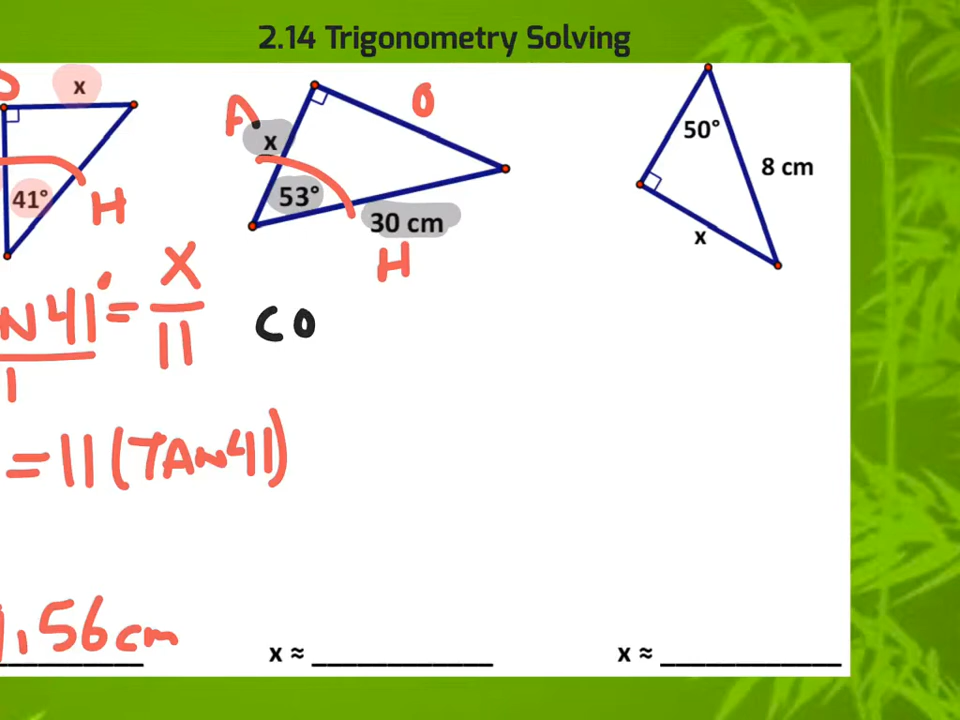 2.14 Trigonometry Solving
x
41°
H
A
x
53°
O
30 cm
H
50°
8 cm
x
N 41° = x
11
= 11 (TAN 41)
CO
.56 cm
x ≈
x ≈